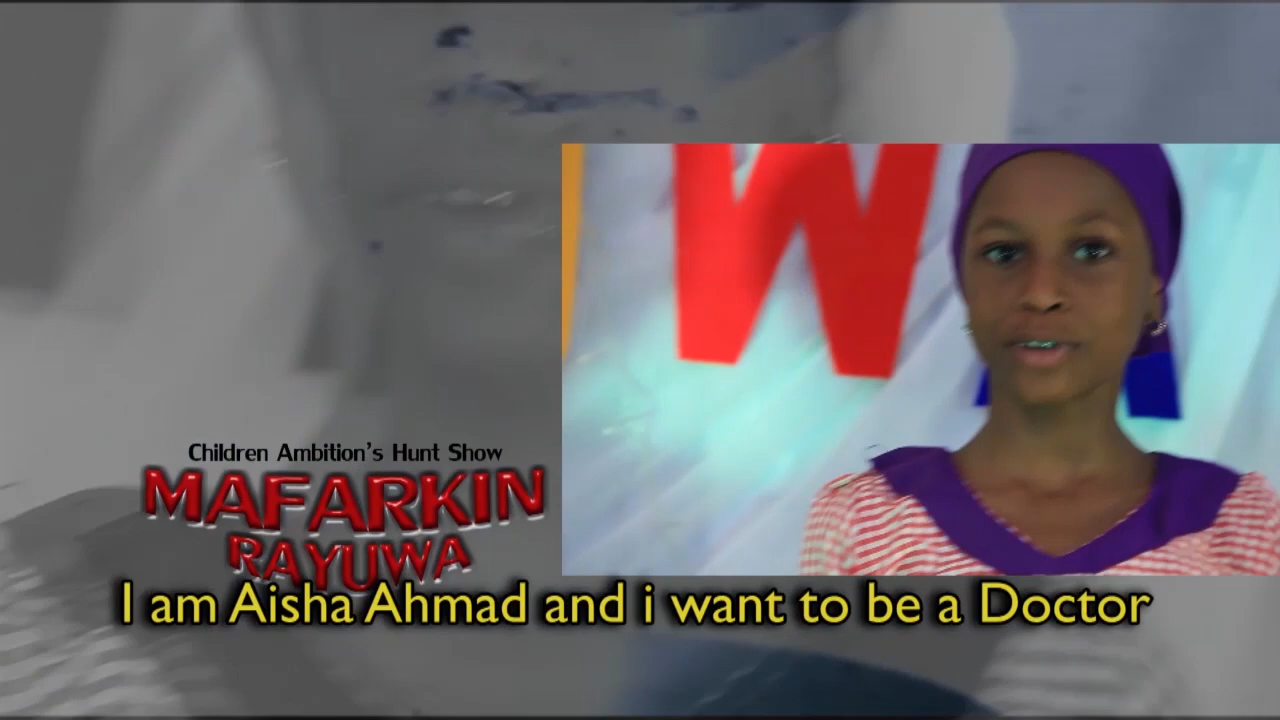 W
Children Ambition's Hunt Show
MAFARKIN
RAYUWA
I am Aisha Ahmad and i want to be a Doctor